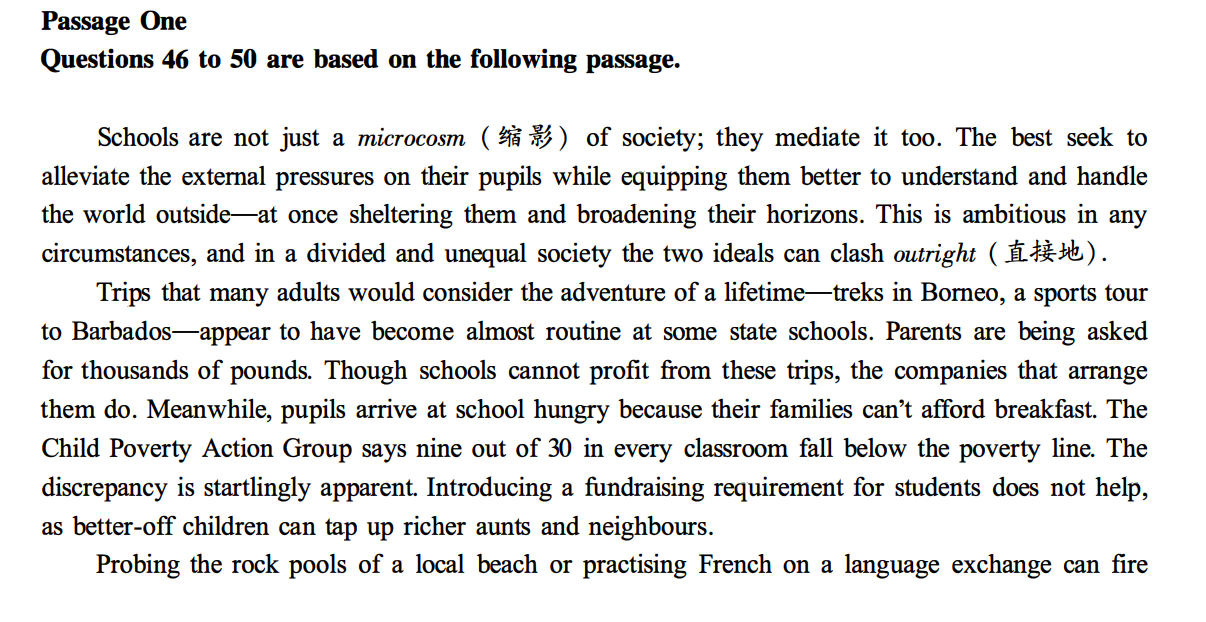 Passage One
Questions 46 to 50 are based on the following passage.
Schools are not just a microcosm（缩影）of society; they mediate it too. The best seek to
alleviate the external pressures on their pupils while equipping them better to understand and handle
the world outside—at once sheltering them and broadening their horizons. This is ambitious in any
circumstances, and in a divided and unequal society the two ideals can clash outright（直接地）.
Trips that many adults would consider the adventure of a lifetime—treks in Borneo, a sports tour
to Barbados—appear to have become almost routine at some state schools. Parents are being asked
for thousands of pounds. Though schools cannot profit from these trips, the companies that arrange
them do. Meanwhile, pupils arrive at school hungry because their families can't afford breakfast. The
Child Poverty Action Group says nine out of 30 in every classroom fall below the poverty line. The
discrepancy is startlingly apparent. Introducing a fundraising requirement for students does not help,
as better-off children can tap up richer aunts and neighbours.
Probing the rock pools of a local beach or practising French on a language exchange can fire